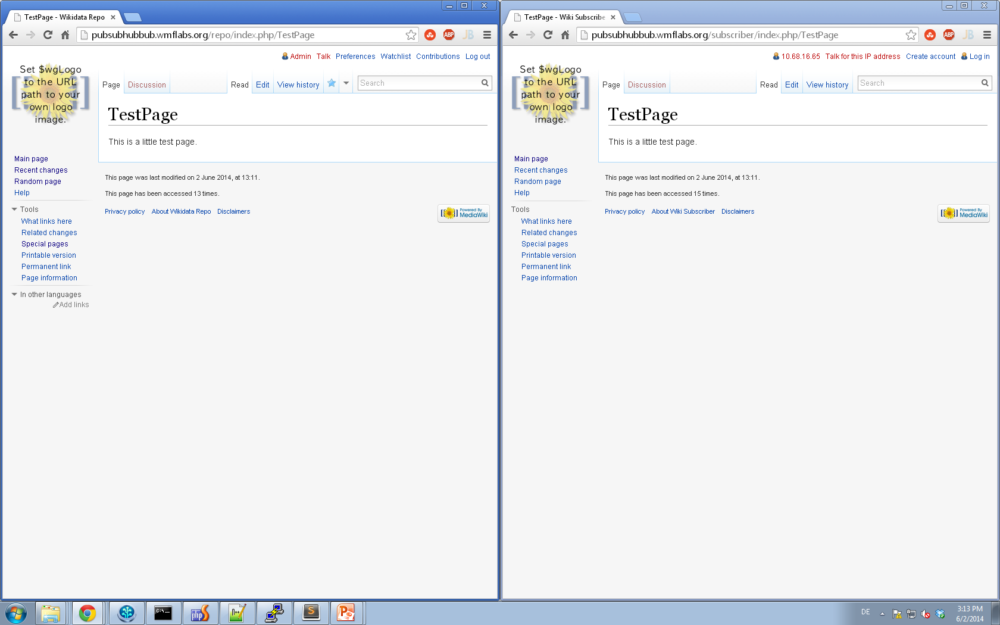 TestPage - Wikidata Repo
pubsubhubbub.wmflabs.org/repo/index.php/TestPage
ABP
JB
Admin Talk Preferences Watchlist Contributions Log out
Set $wgLogo
to the URL
path to your
own logo
image.
Page Discussion Read Edit View history Search
TestPage
This is a little test page.
Main page
Recent changes
Random page
Help
Tools
What links here
Related changes
Special pages
Printable version
Permanent link
Page information
In other languages
Add links
This page was last modified on 2 June 2014, at 13:11.
This page has been accessed 13 times.
Privacy policy About Wikidata Repo Disclaimers
Powered By
MediaWiki
TestPage - Wiki Subscribe
pubsubhubbub.wmflabs.org/subscriber/index.php/TestPage
ABP
JB
10.68.16.65 Talk for this IP address Create account Log in
Set $wgLogo
to the URL
path to your
own logo
image.
Page Discussion Read Edit View history Search
TestPage
This is a little test page.
Main page
Recent changes
Random page
Help
Tools
What links here
Related changes
Special pages
Printable version
Permanent link
Page information
This page was last modified on 2 June 2014, at 13:11.
This page has been accessed 15 times.
Privacy policy About Wiki Subscriber Disclaimers
Powered By
MediaWiki
C:\
php
N++
S
P
DE
3:13 PM
6/2/2014